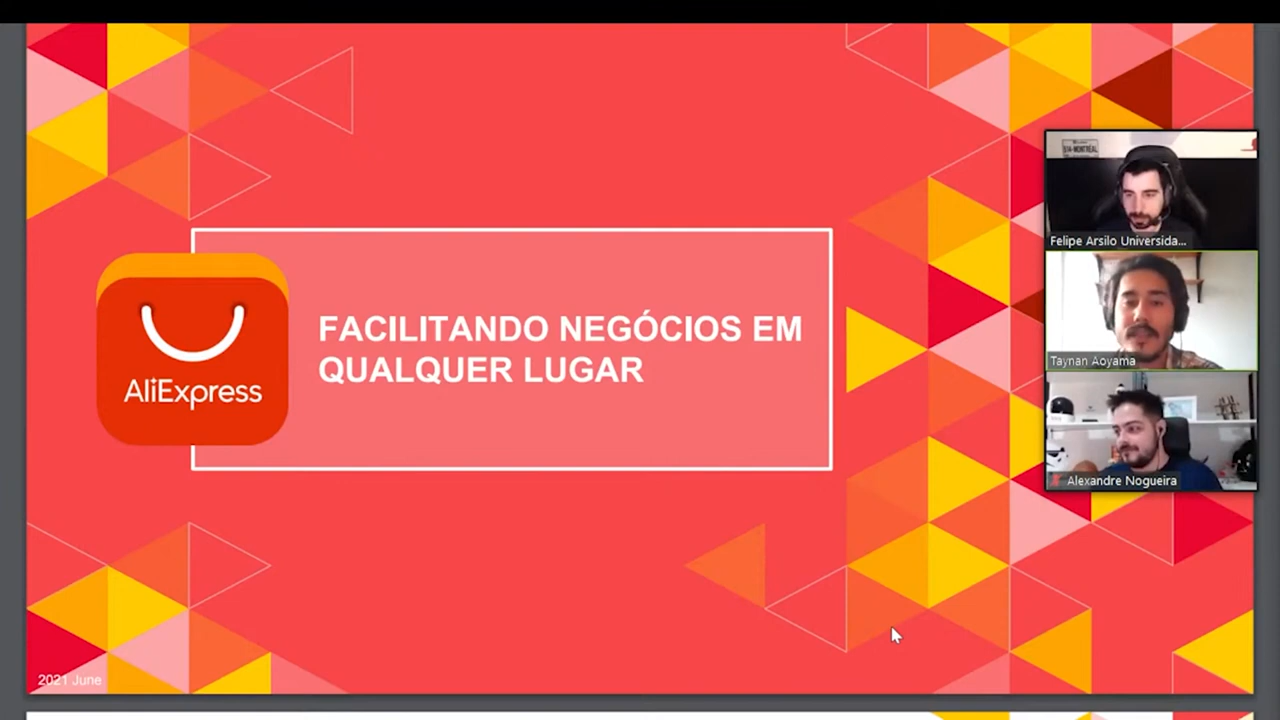 AliExpress
FACILITANDO NEGÓCIOS EM
QUALQUER LUGAR
2021 June
Felipe Arsilo Universida...
Taynan Aoyama
Alexandre Nogueira